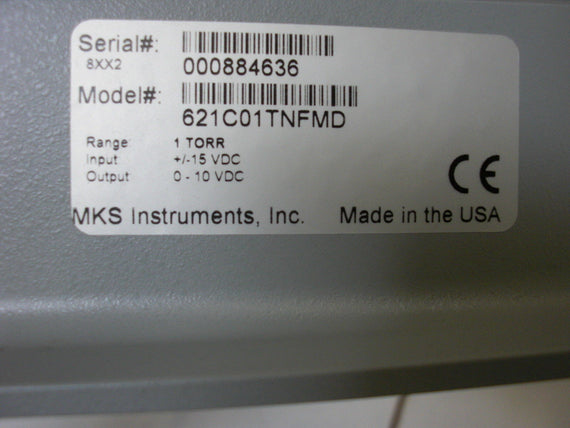 Serial#:
8XX2
000884636
Model#:
621C01TNFMD
Range: 1 TORR
Input +/-15 VDC
Output 0 - 10 VDC
CE
MKS Instruments, Inc. Made in the USA